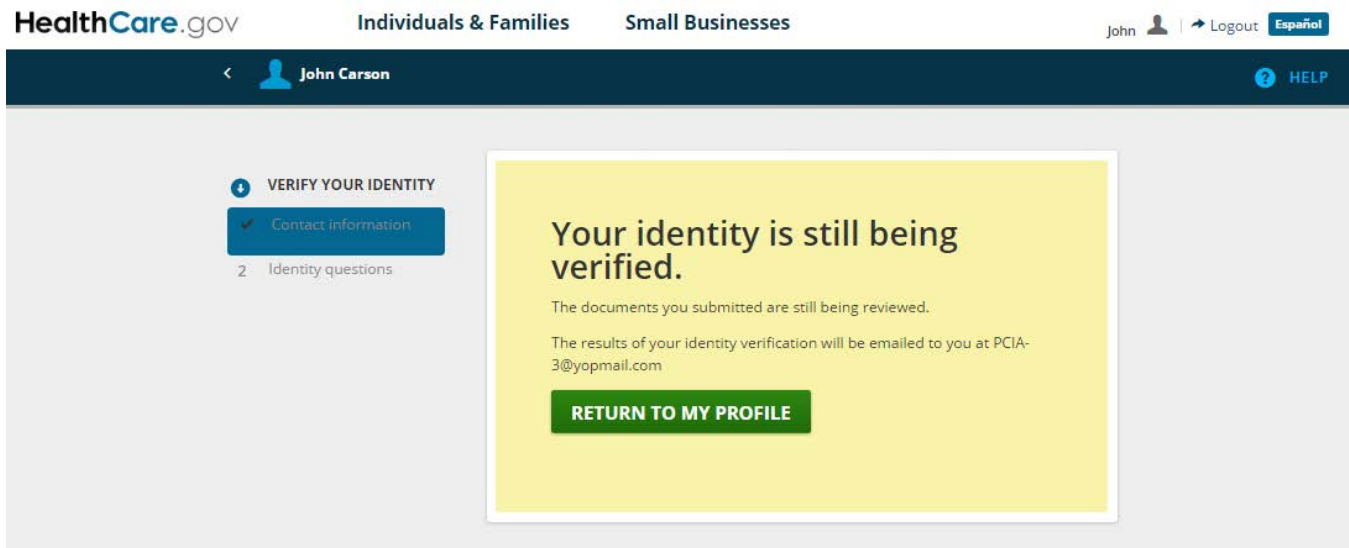 HealthCare.gov Individuals & Families Small Businesses John Logout Español
John Carson HELP
VERIFY YOUR IDENTITY
Contact information
2 Identity questions
Your identity is still being
verified.
The documents you submitted are still being reviewed.
The results of your identity verification will be emailed to you at PCIA-
3@yopmail.com
RETURN TO MY PROFILE